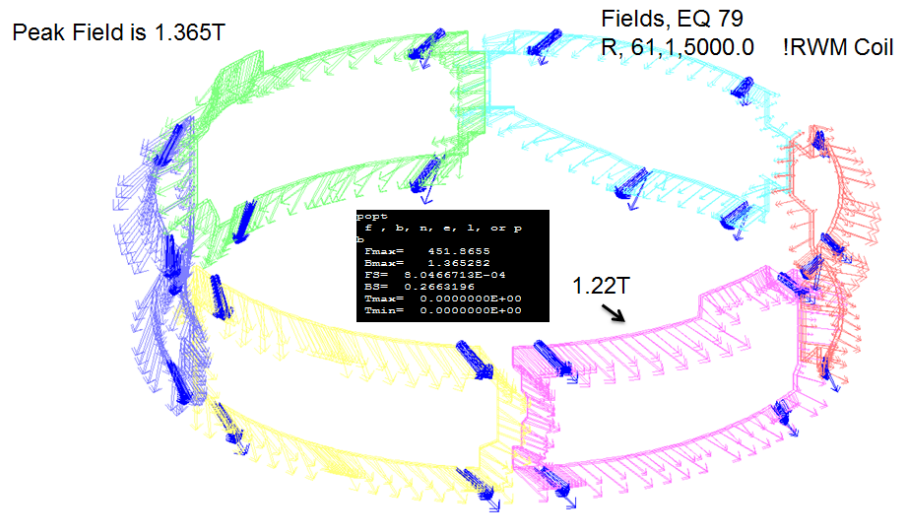 Peak Field is 1.365T
Fields, EQ 79
R, 61,1,5000.0 !RWM Coil
popt
f , b, n, e, l, or p
b
Fmax= 451.8655
Bmax= 1.365282
FS= 8.0466713E-04
BS= 0.2663196
Tmax= 0.0000000E+00
Tmin= 0.0000000E+00
1.22T